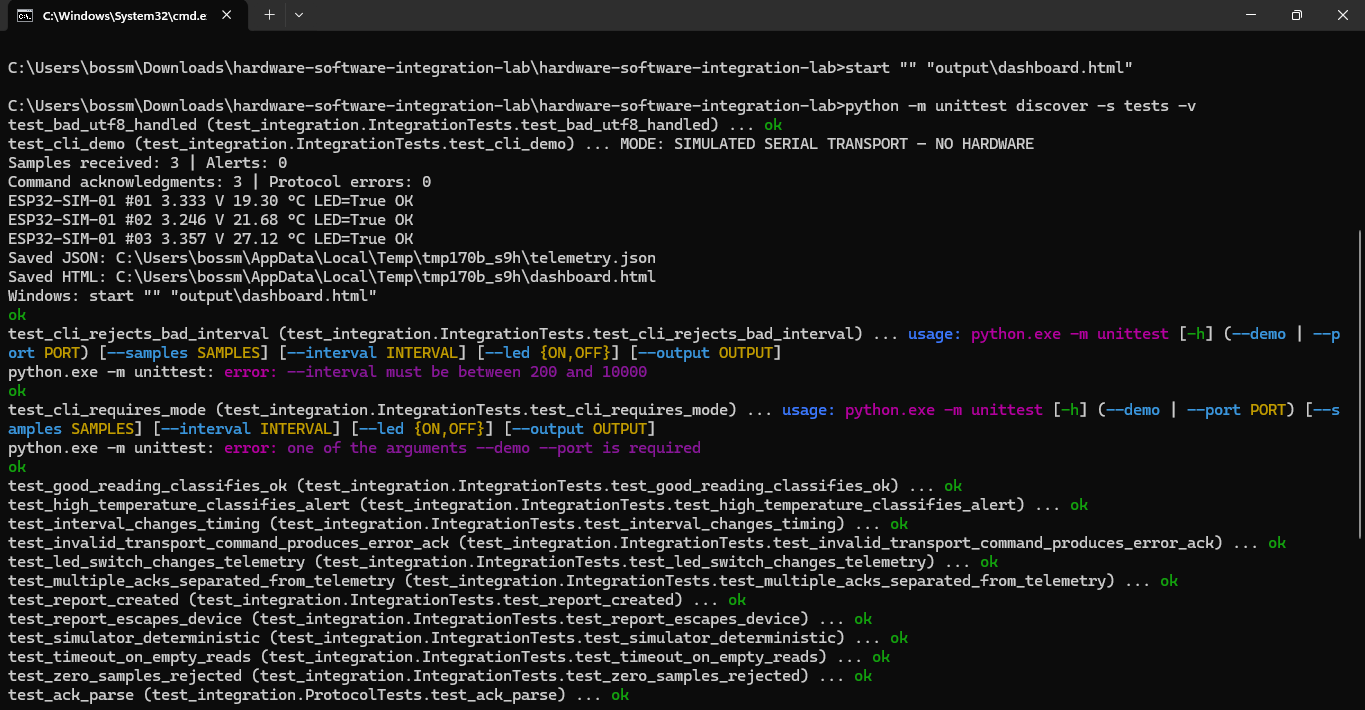 C:\Windows\System32\cmd.e
C:\Users\bossm\Downloads\hardware-software-integration-lab\hardware-software-integration-lab>start "" "output\dashboard.html"
C:\Users\bossm\Downloads\hardware-software-integration-lab\hardware-software-integration-lab>python -m unittest discover -s tests -v
test_bad_utf8_handled (test_integration.IntegrationTests.test_bad_utf8_handled) ... ok
test_cli_demo (test_integration.IntegrationTests.test_cli_demo) ... MODE: SIMULATED SERIAL TRANSPORT — NO HARDWARE
Samples received: 3 | Alerts: 0
Command acknowledgments: 3 | Protocol errors: 0
ESP32-SIM-01 #01 3.333 V 19.30 °C LED=True OK
ESP32-SIM-01 #02 3.246 V 21.68 °C LED=True OK
ESP32-SIM-01 #03 3.357 V 27.12 °C LED=True OK
Saved JSON: C:\Users\bossm\AppData\Local\Temp\tmp170b_s9h\telemetry.json
Saved HTML: C:\Users\bossm\AppData\Local\Temp\tmp170b_s9h\dashboard.html
Windows: start "" "output\dashboard.html"
ok
test_cli_rejects_bad_interval (test_integration.IntegrationTests.test_cli_rejects_bad_interval) ... usage: python.exe -m unittest [-h] (--demo | --p
ort PORT) [--samples SAMPLES] [--interval INTERVAL] [--led {ON,OFF}] [--output OUTPUT]
python.exe -m unittest: error: --interval must be between 200 and 10000
ok
test_cli_requires_mode (test_integration.IntegrationTests.test_cli_requires_mode) ... usage: python.exe -m unittest [-h] (--demo | --port PORT) [--s
amples SAMPLES] [--interval INTERVAL] [--led {ON,OFF}] [--output OUTPUT]
python.exe -m unittest: error: one of the arguments --demo --port is required
ok
test_good_reading_classifies_ok (test_integration.IntegrationTests.test_good_reading_classifies_ok) ... ok
test_high_temperature_classifies_alert (test_integration.IntegrationTests.test_high_temperature_classifies_alert) ... ok
test_interval_changes_timing (test_integration.IntegrationTests.test_interval_changes_timing) ... ok
test_invalid_transport_command_produces_error_ack (test_integration.IntegrationTests.test_invalid_transport_command_produces_error_ack) ... ok
test_led_switch_changes_telemetry (test_integration.IntegrationTests.test_led_switch_changes_telemetry) ... ok
test_multiple_acks_separated_from_telemetry (test_integration.IntegrationTests.test_multiple_acks_separated_from_telemetry) ... ok
test_report_created (test_integration.IntegrationTests.test_report_created) ... ok
test_report_escapes_device (test_integration.IntegrationTests.test_report_escapes_device) ... ok
test_simulator_deterministic (test_integration.IntegrationTests.test_simulator_deterministic) ... ok
test_timeout_on_empty_reads (test_integration.IntegrationTests.test_timeout_on_empty_reads) ... ok
test_zero_samples_rejected (test_integration.IntegrationTests.test_zero_samples_rejected) ... ok
test_ack_parse (test_integration.ProtocolTests.test_ack_parse) ... ok